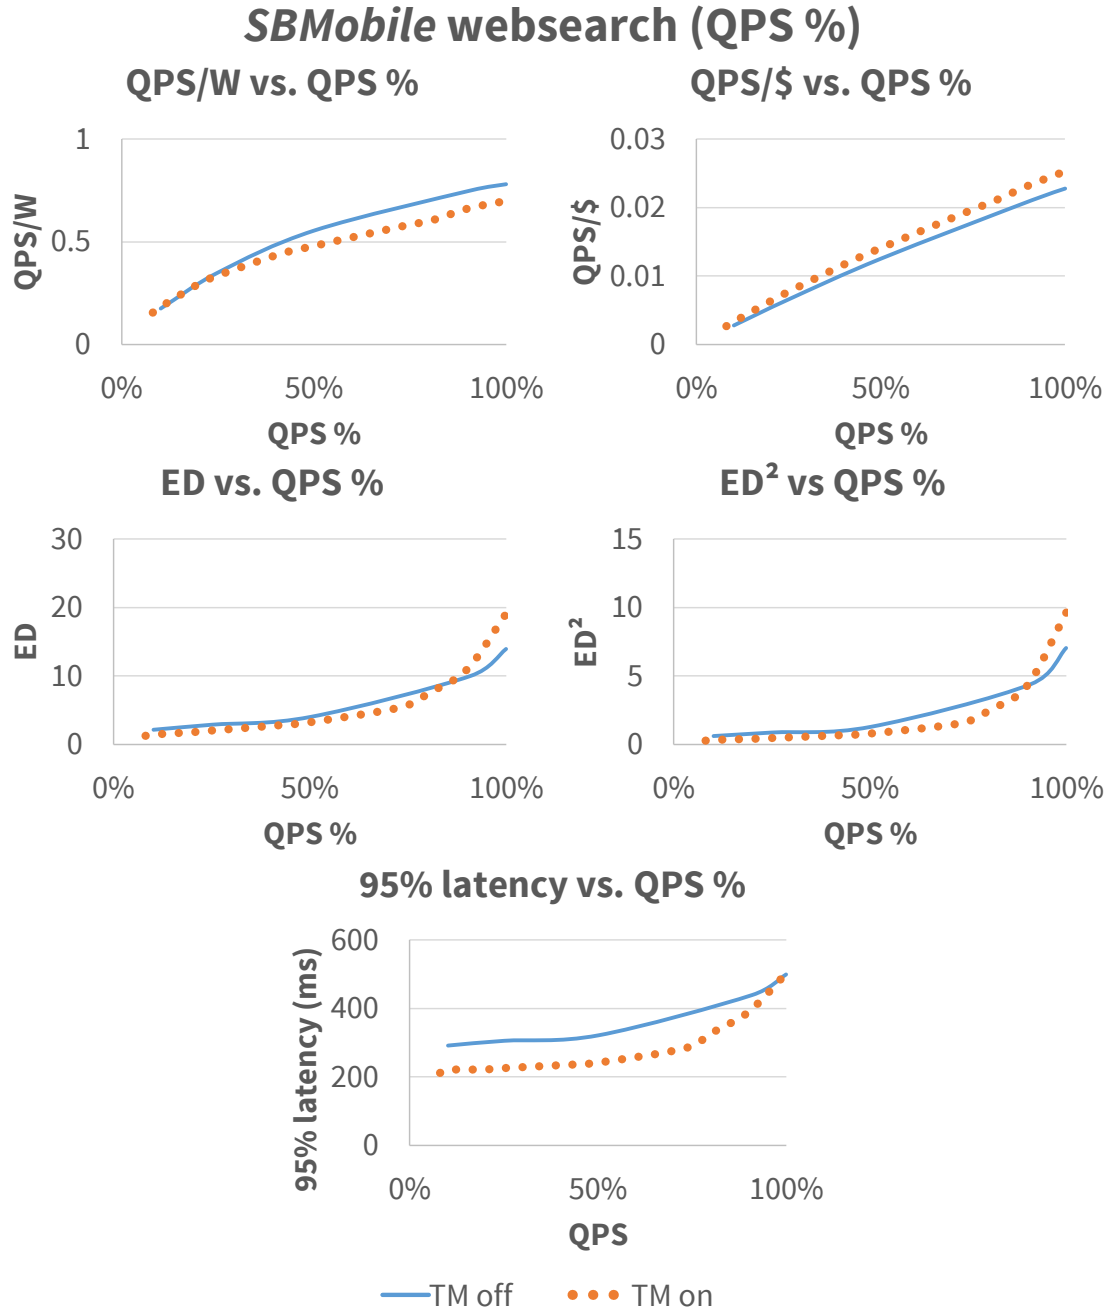 SBMobile websearch (QPS %)
QPS/W vs. QPS %
1
0.5
0
QPS/W
0% 50% 100%
QPS %
QPS/$ vs. QPS %
0.03
0.02
0.01
0
QPS/$
0% 50% 100%
QPS %
ED vs. QPS %
30
20
10
0
ED
0% 50% 100%
QPS %
ED² vs QPS %
15
10
5
0
ED²
0% 50% 100%
QPS %
95% latency vs. QPS %
600
400
200
0
95% latency (ms)
0% 50% 100%
QPS
TM off TM on